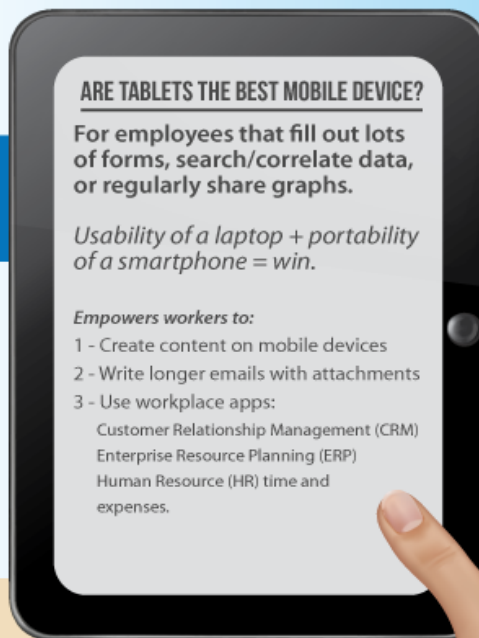 ARE TABLETS THE BEST MOBILE DEVICE?
For employees that fill out lots
of forms, search/correlate data,
or regularly share graphs.
Usability of a laptop + portability
of a smartphone = win.
Empowers workers to:
1 - Create content on mobile devices
2 - Write longer emails with attachments
3 - Use workplace apps:
Customer Relationship Management (CRM)
Enterprise Resource Planning (ERP)
Human Resource (HR) time and
expenses.